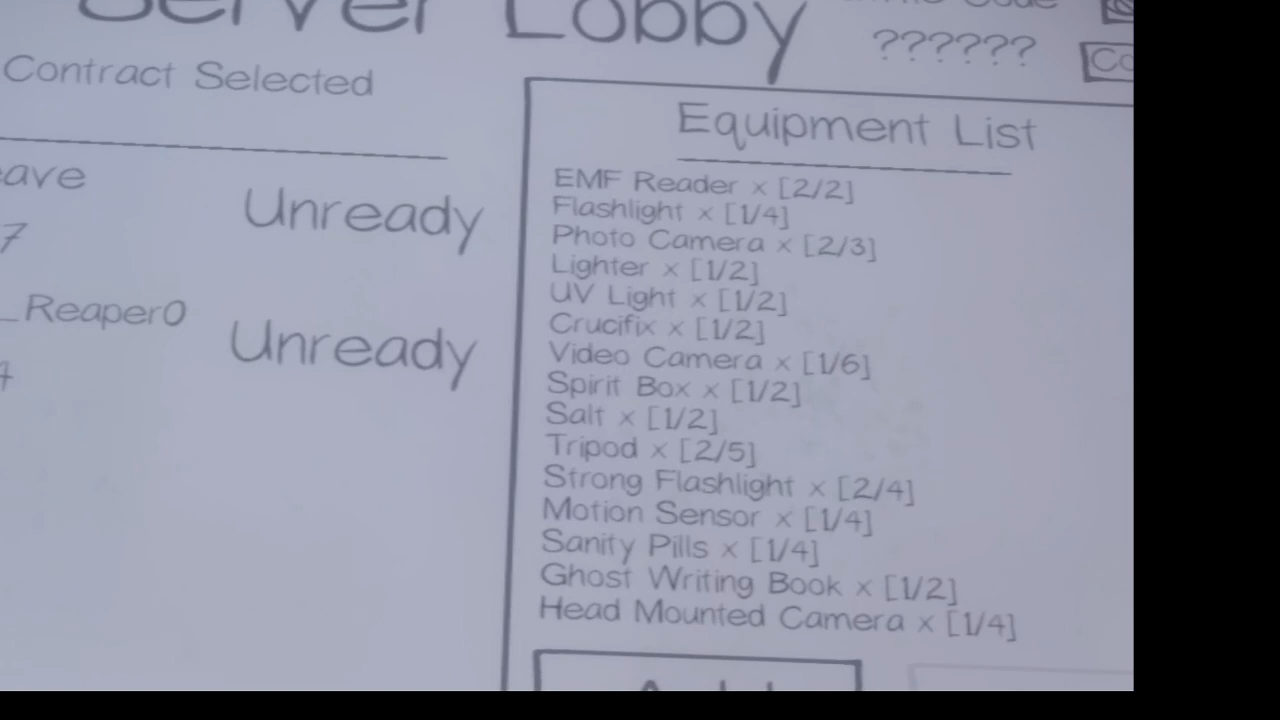 Server Lobby
??????
Contract Selected
Equipment List
EMF Reader x [2/2]
Flashlight x [1/4]
Photo Camera x [2/3]
Lighter x [1/2]
UV Light x [1/2]
Crucifix x [1/2]
Video Camera x [1/6]
Spirit Box x [1/2]
Salt x [1/2]
Tripod x [2/5]
Strong Flashlight x [2/4]
Motion Sensor x [1/4]
Sanity Pills x [1/4]
Ghost Writing Book x [1/2]
Head Mounted Camera x [1/4]
eave
Unready
7
_Reaper0
Unready
4